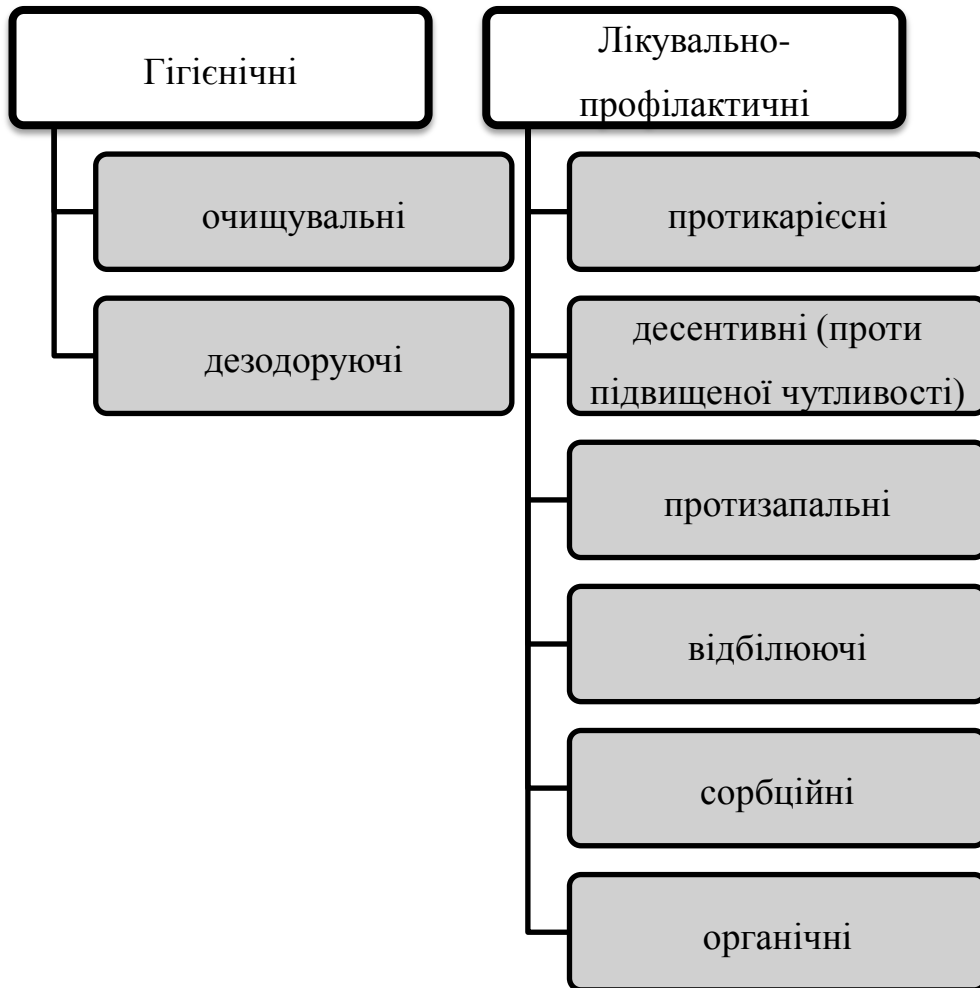 Гігієнічні
очищувальні
дезодоруючі
Лікувально-
профілактичні
протикарієсні
десентивні (проти
підвищеної чутливості)
протизапальні
відбілюючі
сорбційні
органічні